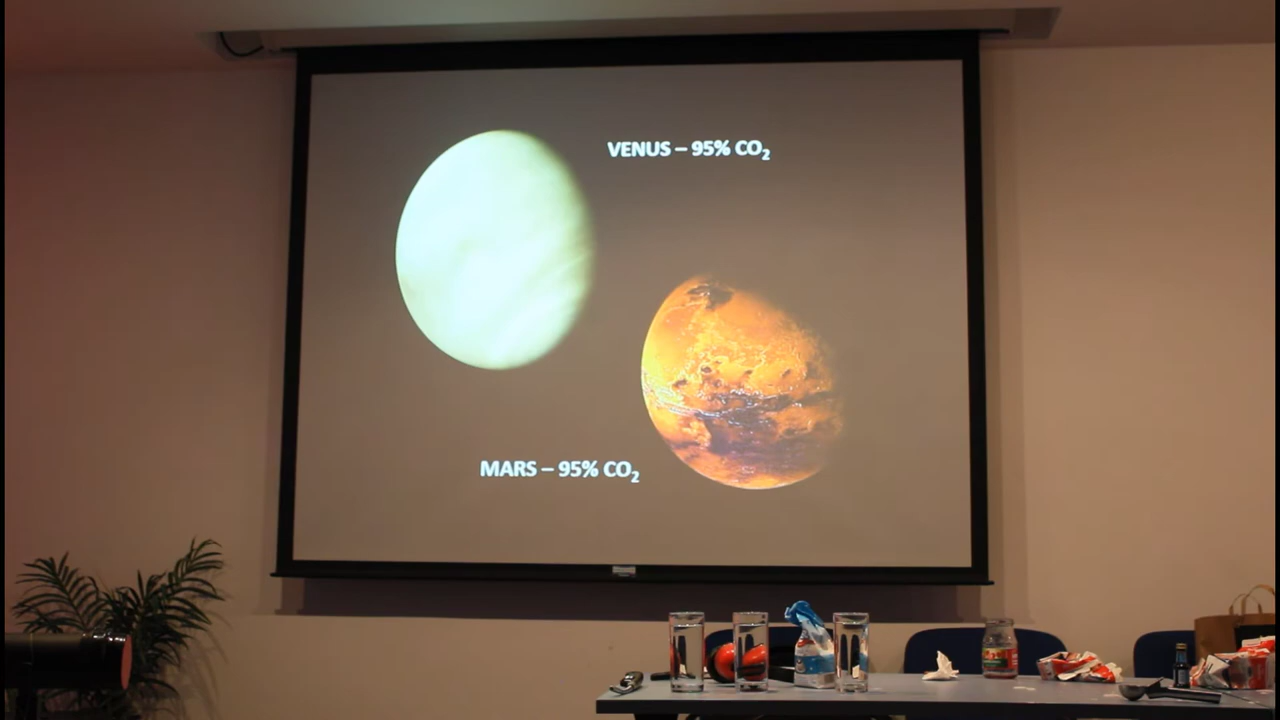 VENUS – 95% CO₂
MARS – 95% CO₂